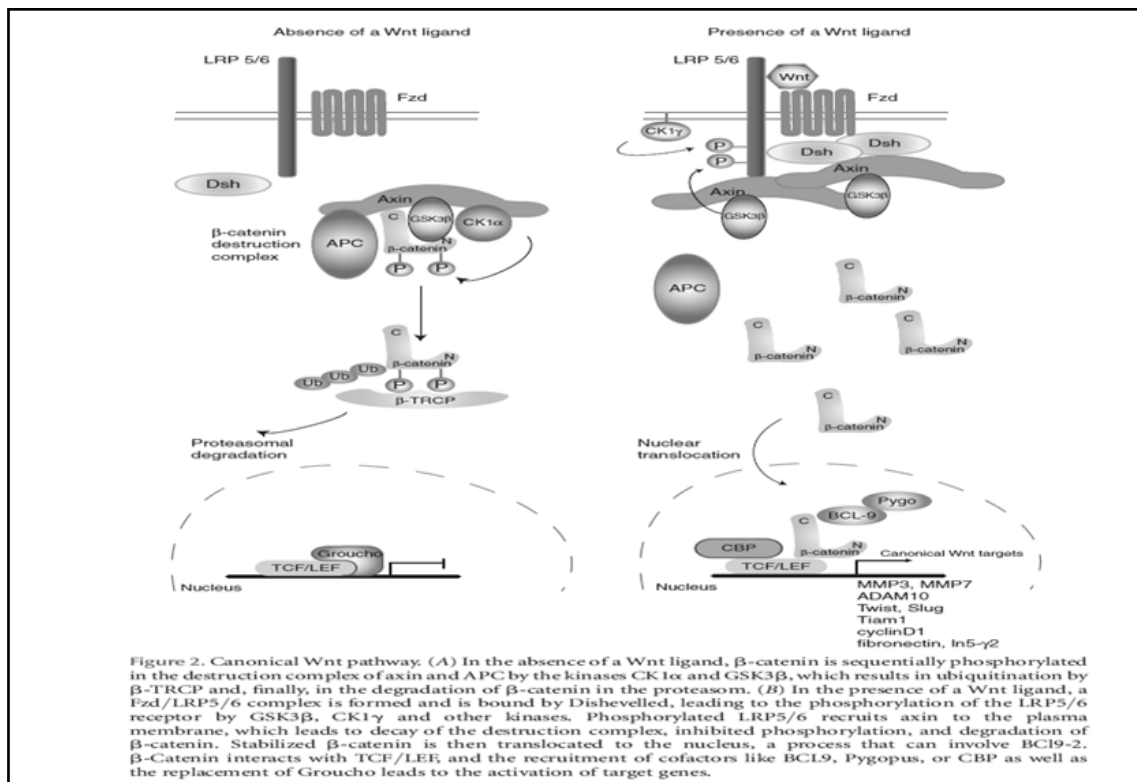 Absence of a Wnt ligand
LRP 5/6
Fzd
Dsh
Axin
β-catenin
destruction
complex
APC
C
GSK3β
CK1α
N
β-catenin
P
P
C
N
β-catenin
Ub
Ub
Ub
P
P
β-TRCP
Proteasomal
degradation
Groucho
TCF/LEF
Nucleus
Presence of a Wnt ligand
LRP 5/6
Wnt
Fzd
CK1γ
P
P
Dsh
Dsh
Axin
GSK3β
GSK3β
APC
C
N
β-catenin
C
N
β-catenin
C
N
β-catenin
C
N
β-catenin
Nuclear
translocation
Pygo
BCL-9
C
N
CBP
β-catenin
Canonical Wnt targets
TCF/LEF
Nucleus
MMP3, MMP7
ADAM10
Twist, Slug
Tiam1
cyclinD1
fibronectin, ln5-γ2
Figure 2. Canonical Wnt pathway. (A) In the absence of a Wnt ligand, β-catenin is sequentially phosphorylated
in the destruction complex of axin and APC by the kinases CK1α and GSK3β, which results in ubiquitination by
β-TRCP and, finally, in the degradation of β-catenin in the proteasom. (B) In the presence of a Wnt ligand, a
Fzd/LRP5/6 complex is formed and is bound by Dishevelled, leading to the phosphorylation of the LRP5/6
receptor by GSK3β, CK1γ and other kinases. Phosphorylated LRP5/6 recruits axin to the plasma
membrane, which leads to decay of the destruction complex, inhibited phosphorylation, and degradation of
β-catenin. Stabilized β-catenin is then translocated to the nucleus, a process that can involve BCl9-2.
β-Catenin interacts with TCF/LEF, and the recruitment of cofactors like BCL9, Pygopus, or CBP as well as
the replacement of Groucho leads to the activation of target genes.